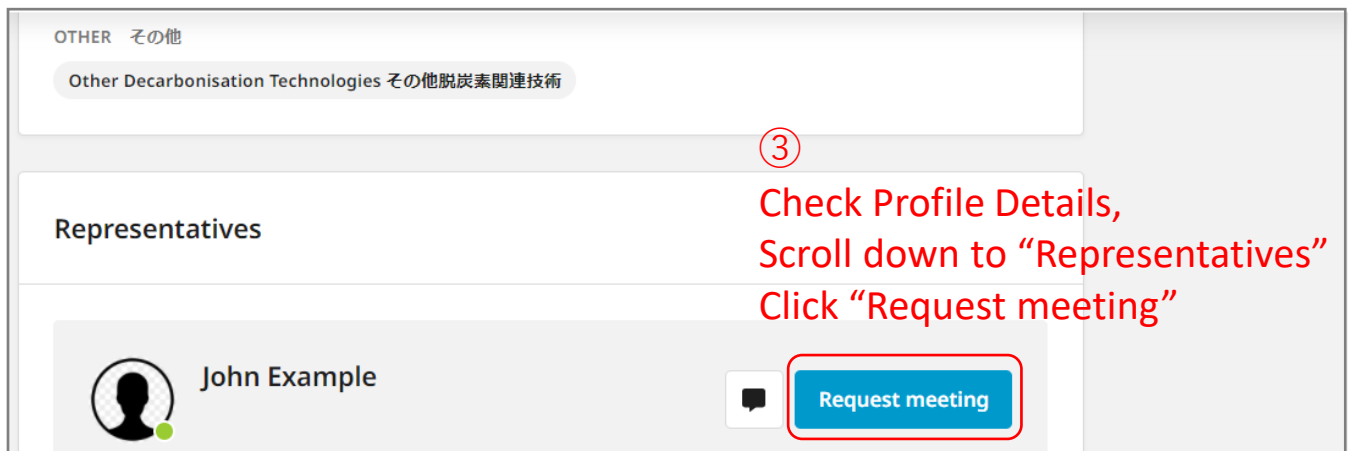 OTHER その他
Other Decarbonisation Technologies その他脱炭素関連技術
③
Check Profile Details,
Scroll down to “Representatives”
Click “Request meeting”
Representatives
John Example
Request meeting